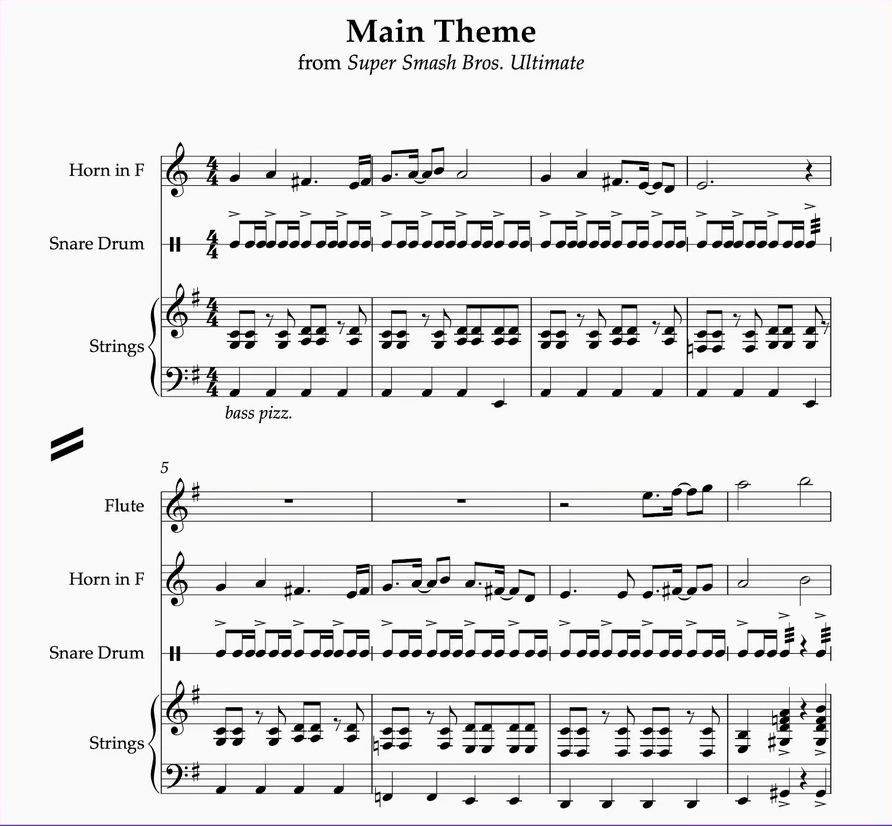 Main Theme
from Super Smash Bros. Ultimate
Horn in F
Snare Drum
Strings
bass pizz.
5
Flute
Horn in F
Snare Drum
Strings